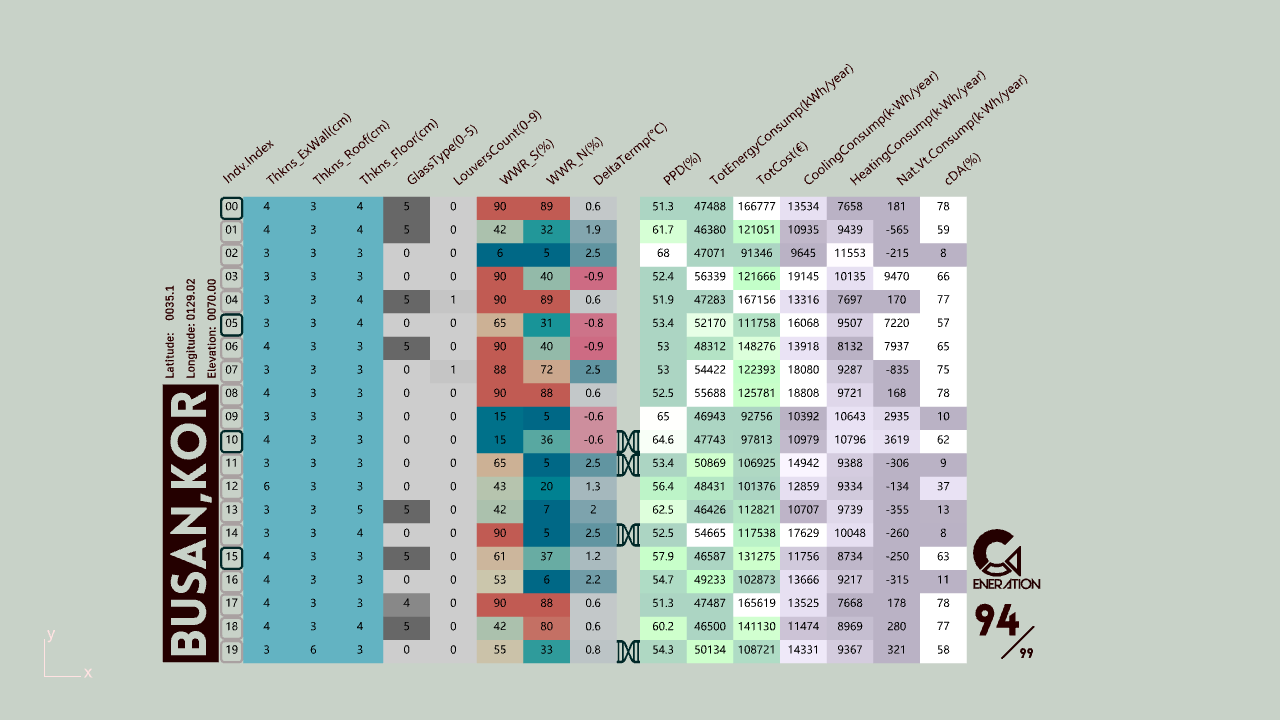 Indv.Index Thkns_ExWall(cm) Thkns_Roof(cm) Thkns_Floor(cm) GlassType(0-5) LouversCount(0-9) WWR_S(%) WWR_N(%) DeltaTermp(°C) PPD(%) TotEnergyConsump(kWh/year) TotCost(€) CoolingConsump(k·Wh/year) HeatingConsump(k·Wh/year) Nat.Vt.Consump(k·Wh/year) cDA(%)
00 4 3 4 5 0 90 89 0.6 51.3 47488 166777 13534 7658 181 78
01 4 3 4 5 0 42 32 1.9 61.7 46380 121051 10935 9439 -565 59
02 3 3 3 0 0 6 5 2.5 68 47071 91346 9645 11553 -215 8
03 3 3 3 0 0 90 40 -0.9 52.4 56339 121666 19145 10135 9470 66
04 3 3 4 5 1 90 89 0.6 51.9 47283 167156 13316 7697 170 77
05 3 3 4 0 0 65 31 -0.8 53.4 52170 111758 16068 9507 7220 57
06 4 3 3 5 0 90 40 -0.9 53 48312 148276 13918 8132 7937 65
07 3 3 3 0 1 88 72 2.5 53 54422 122393 18080 9287 -835 75
08 4 3 3 0 0 90 88 0.6 52.5 55688 125781 18808 9721 168 78
09 3 3 3 0 0 15 5 -0.6 65 46943 92756 10392 10643 2935 10
10 4 3 3 0 0 15 36 -0.6 64.6 47743 97813 10979 10796 3619 62
11 3 3 3 0 0 65 5 2.5 53.4 50869 106925 14942 9388 -306 9
12 6 3 3 0 0 43 20 1.3 56.4 48431 101376 12859 9334 -134 37
13 3 3 5 5 0 42 7 2 62.5 46426 112821 10707 9739 -355 13
14 3 3 4 0 0 90 5 2.5 52.5 54665 117538 17629 10048 -260 8
15 4 3 3 5 0 61 37 1.2 57.9 46587 131275 11756 8734 -250 63
16 4 3 3 0 0 53 6 2.2 54.7 49233 102873 13666 9217 -315 11
17 4 3 3 4 0 90 88 0.6 51.3 47487 165619 13525 7668 178 78
18 4 3 4 5 0 42 80 0.6 60.2 46500 141130 11474 8969 280 77
19 3 6 3 0 0 55 33 0.8 54.3 50134 108721 14331 9367 321 58
Latitude: 0035.1
Longitude: 0129.02
Elevation: 0070.00
BUSAN,KOR
G
ENERATION
94/99
y
x